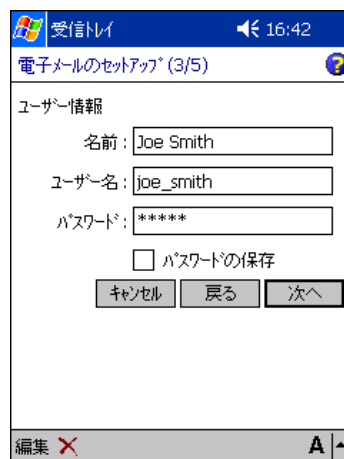 受信ﾄﾚｲ 16:42
電子ﾒｰﾙのｾｯﾄｱｯﾌﾟ(3/5) ?
ﾕｰｻﾞｰ情報
名前: Joe Smith
ﾕｰｻﾞｰ名: joe_smith
ﾊﾟｽﾜｰﾄﾞ: *****
ﾊﾟｽﾜｰﾄﾞの保存
ｷｬﾝｾﾙ 戻る 次へ
編集 A